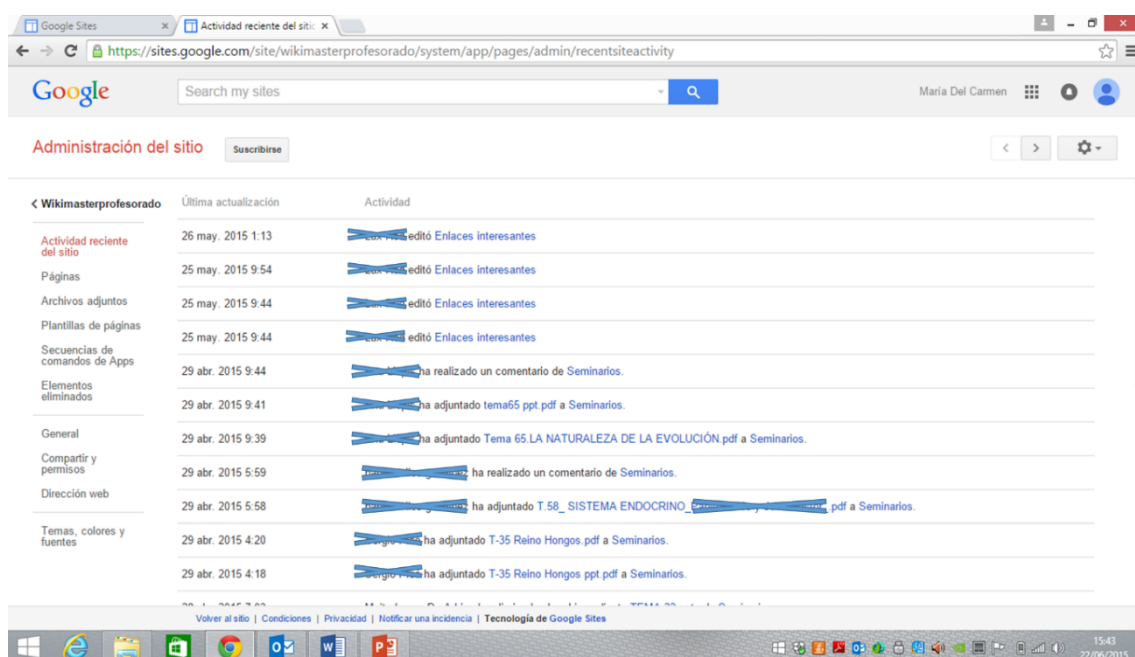 Google Sites
Actividad reciente del sitio
https://sites.google.com/site/wikimasterprofesorado/system/app/pages/admin/recentsiteactivity
Google
Search my sites
María Del Carmen
Administración del sitio
Suscribirse
Wikimasterprofesorado
Última actualización
Actividad
Actividad reciente
del sitio
Páginas
Archivos adjuntos
Plantillas de páginas
Secuencias de
comandos de Apps
Elementos
eliminados
General
Compartir y
permisos
Dirección web
Temas, colores y
fuentes
26 may. 2015 1:13 editó Enlaces interesantes
25 may. 2015 9:54 editó Enlaces interesantes
25 may. 2015 9:44 editó Enlaces interesantes
25 may. 2015 9:44 editó Enlaces interesantes
29 abr. 2015 9:44 ha realizado un comentario de Seminarios.
29 abr. 2015 9:41 ha adjuntado tema65 ppt.pdf a Seminarios.
29 abr. 2015 9:39 ha adjuntado Tema 65.LA NATURALEZA DE LA EVOLUCIÓN.pdf a Seminarios.
29 abr. 2015 5:59 ha realizado un comentario de Seminarios.
29 abr. 2015 5:58 ha adjuntado T.58_ SISTEMA ENDOCRINO_ .pdf a Seminarios.
29 abr. 2015 4:20 ha adjuntado T-35 Reino Hongos.pdf a Seminarios.
29 abr. 2015 4:18 ha adjuntado T-35 Reino Hongos ppt.pdf a Seminarios.
Volver al sitio | Condiciones | Privacidad | Notificar una incidencia | Tecnología de Google Sites
15:43
22/06/2015